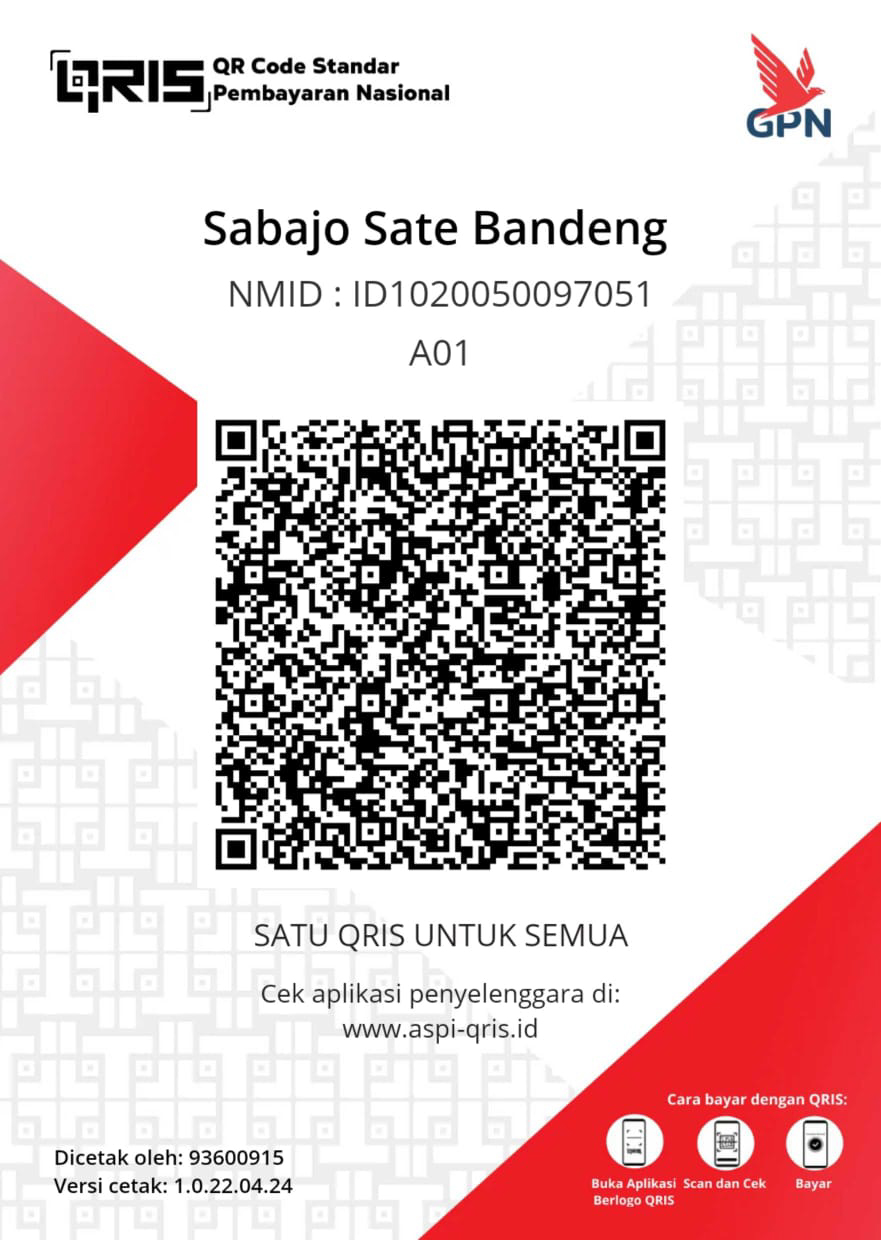 QRIS QR Code Standar
Pembayaran Nasional
GPN
Sabajo Sate Bandeng
NMID : ID1020050097051
A01
SATU QRIS UNTUK SEMUA
Cek aplikasi penyelenggara di:
www.aspi-qris.id
Cara bayar dengan QRIS:
Buka Aplikasi
Berlogo QRIS
Scan dan Cek
Bayar
Dicetak oleh: 93600915
Versi cetak: 1.0.22.04.24